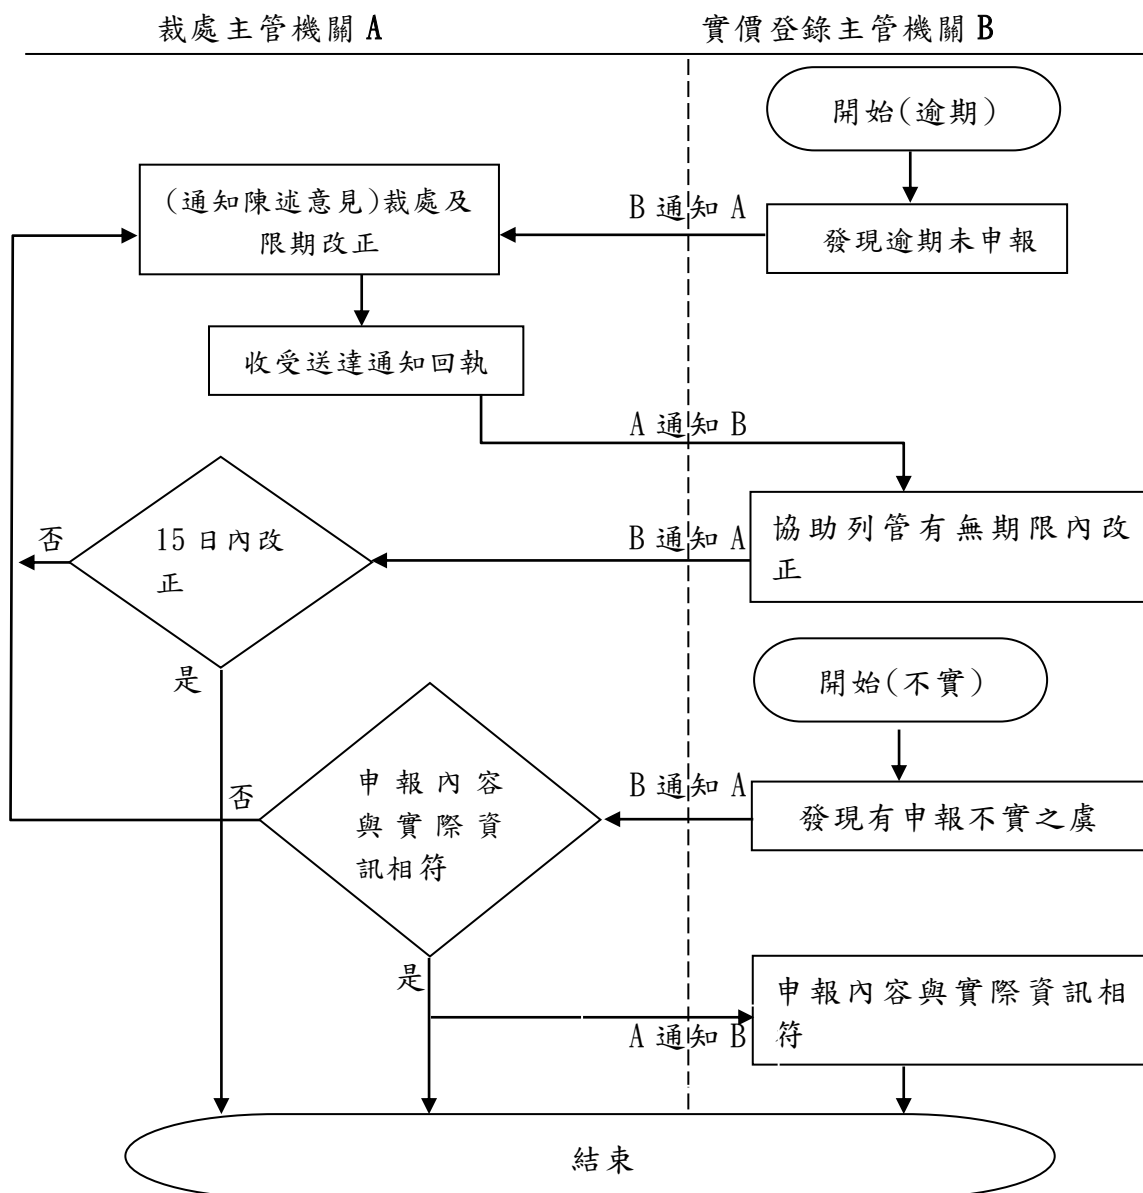 裁處主管機關 A
實價登錄主管機關 B
開始(逾期)
(通知陳述意見)裁處及
限期改正
B 通知 A
發現逾期未申報
收受送達通知回執
A 通知 B
否
15 日內改
正
B 通知 A
協助列管有無期限內改
正
是
開始(不實)
否
申報內容
與實際資
訊相符
B 通知 A
發現有申報不實之虞
是
A 通知 B
申報內容與實際資訊相
符
結束